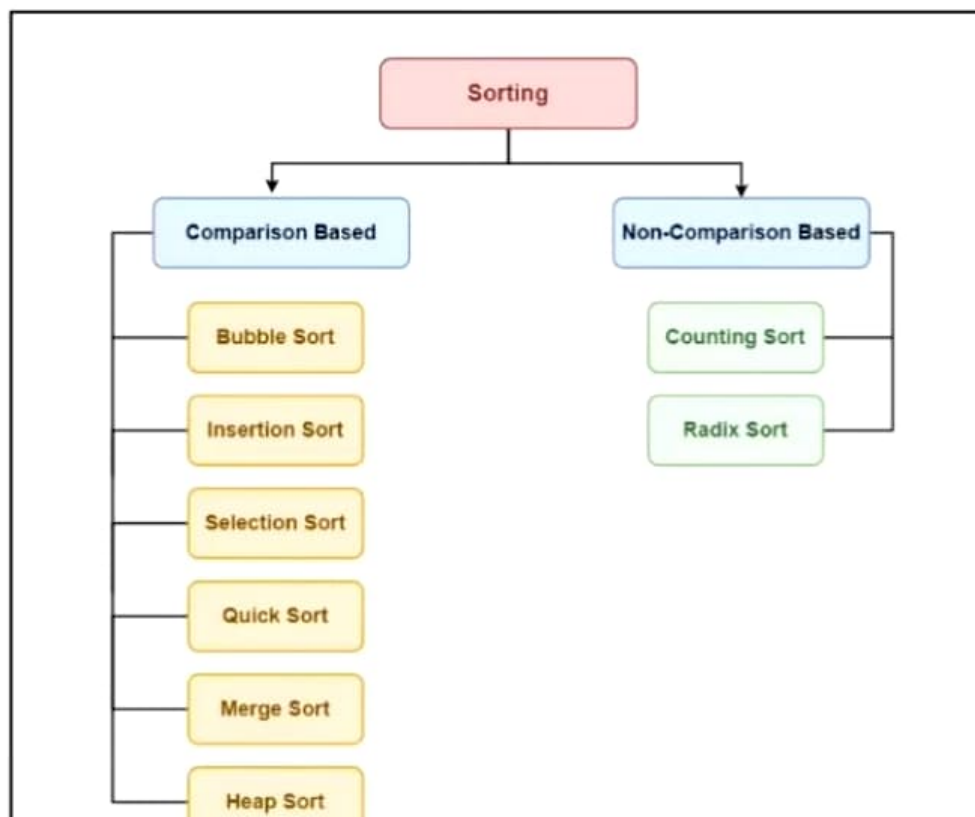 Sorting
Comparison Based
Non-Comparison Based
Bubble Sort
Counting Sort
Insertion Sort
Radix Sort
Selection Sort
Quick Sort
Merge Sort
Heap Sort